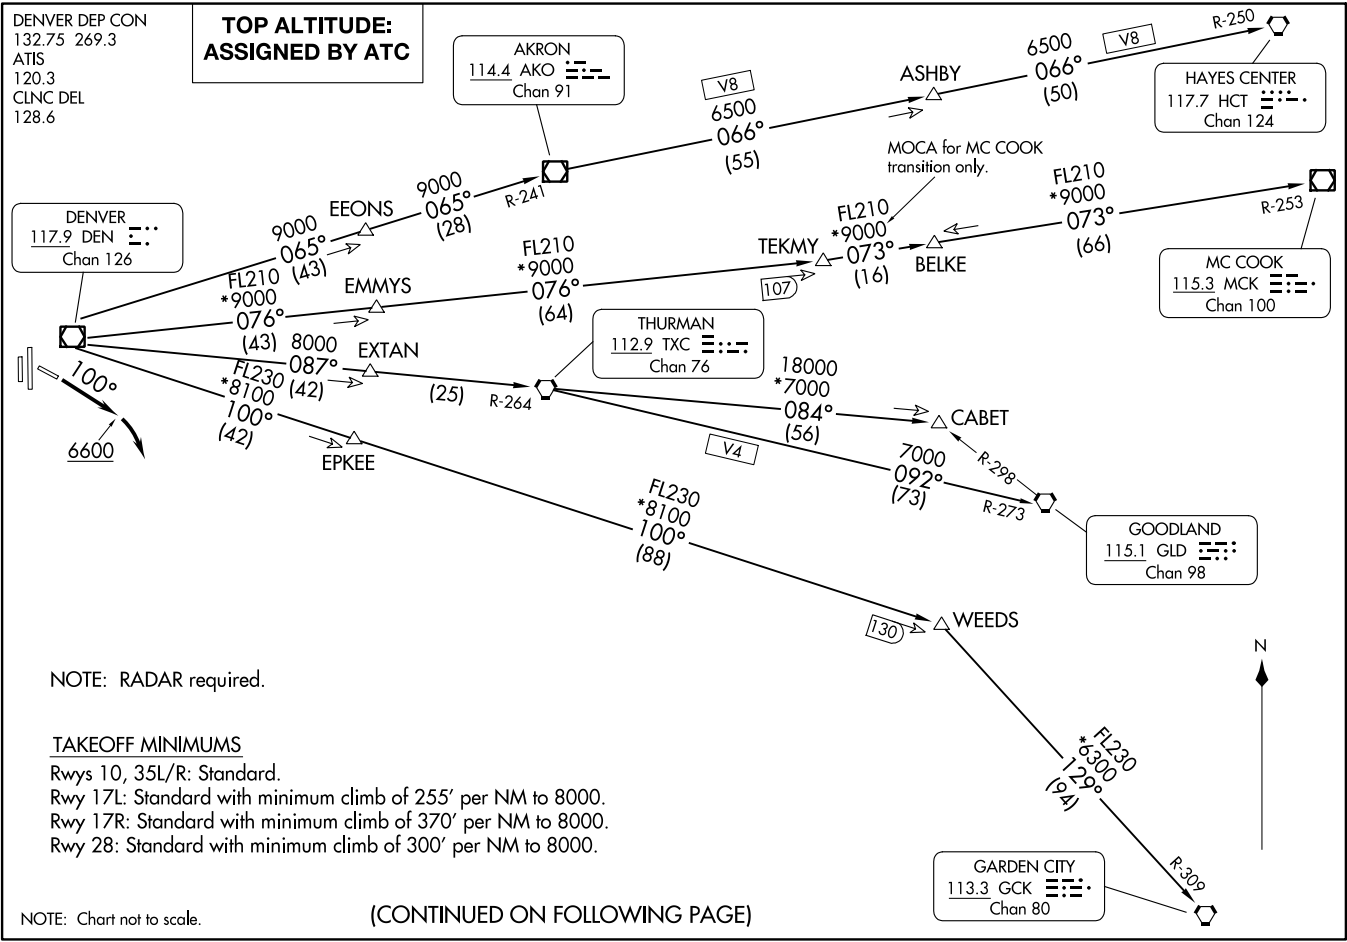 DENVER DEP CON
132.75 269.3
ATIS
120.3
CLNC DEL
128.6
TOP ALTITUDE:
ASSIGNED BY ATC
AKRON
114.4 AKO
Chan 91
V8
6500
066°
(55)
ASHBY
6500
066°
(50)
V8
R-250
HAYES CENTER
117.7 HCT
Chan 124
MOCA for MC COOK
transition only.
DENVER
117.9 DEN
Chan 126
9000
065°
(43)
EEONS
9000
065°
(28)
R-241
FL210
*9000
076°
(43)
EMMYS
FL210
*9000
076°
(64)
TEKMY
107
FL210
*9000
073°
(16)
BELKE
FL210
*9000
073°
(66)
R-253
MC COOK
115.3 MCK
Chan 100
8000
087°
(42)
EXTAN
(25)
R-264
THURMAN
112.9 TXC
Chan 76
18000
*7000
084°
(56)
CABET
V4
7000
092°
(73)
R-298
R-273
GOODLAND
115.1 GLD
Chan 98
100°
6600
FL230
*8100
100°
(42)
EPKEE
FL230
*8100
100°
(88)
130
WEEDS
FL230
*6300
129°
(94)
R-309
GARDEN CITY
113.3 GCK
Chan 80
N
NOTE: RADAR required.
TAKEOFF MINIMUMS
Rwys 10, 35L/R: Standard.
Rwy 17L: Standard with minimum climb of 255' per NM to 8000.
Rwy 17R: Standard with minimum climb of 370' per NM to 8000.
Rwy 28: Standard with minimum climb of 300' per NM to 8000.
NOTE: Chart not to scale.
(CONTINUED ON FOLLOWING PAGE)